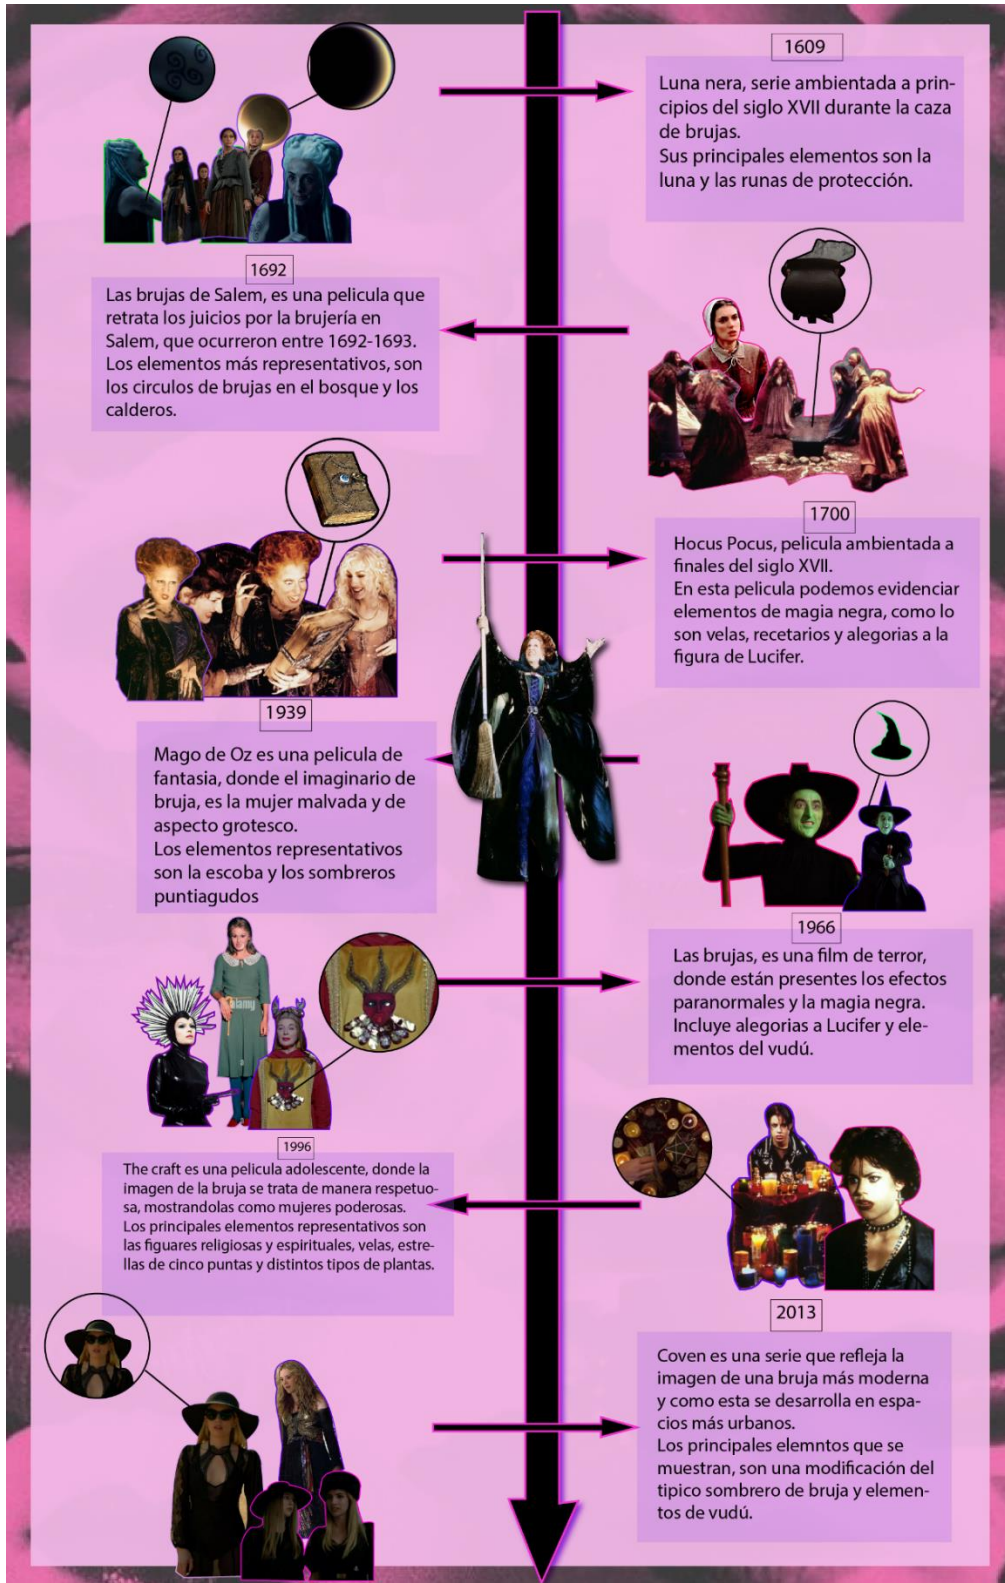 1609
Luna nera, serie ambientada a prin-
cipios del siglo XVII durante la caza
de brujas.
Sus principales elementos son la
luna y las runas de protección.
1692
Las brujas de Salem, es una pelicula que
retrata los juicios por la brujería en
Salem, que ocurreron entre 1692-1693.
Los elementos más representativos, son
los circulos de brujas en el bosque y los
calderos.
1700
Hocus Pocus, pelicula ambientada a
finales del siglo XVII.
En esta pelicula podemos evidenciar
elementos de magia negra, como lo
son velas, recetarios y alegorias a la
figura de Lucifer.
1939
Mago de Oz es una pelicula de
fantasia, donde el imaginario de
bruja, es la mujer malvada y de
aspecto grotesco.
Los elementos representativos
son la escoba y los sombreros
puntiagudos
1966
Las brujas, es una film de terror,
donde están presentes los efectos
paranormales y la magia negra.
Incluye alegorias a Lucifer y ele-
mentos del vudú.
alamy
1996
The craft es una pelicula adolescente, donde la
imagen de la bruja se trata de manera respetuo-
sa, mostrandolas como mujeres poderosas.
Los principales elementos representativos son
las figuares religiosas y espirituales, velas, estre-
llas de cinco puntas y distintos tipos de plantas.
2013
Coven es una serie que refleja la
imagen de una bruja más moderna
y como esta se desarrolla en espa-
cios más urbanos.
Los principales elemntos que se
muestran, son una modificación del
tipico sombrero de bruja y elemen-
tos de vudú.